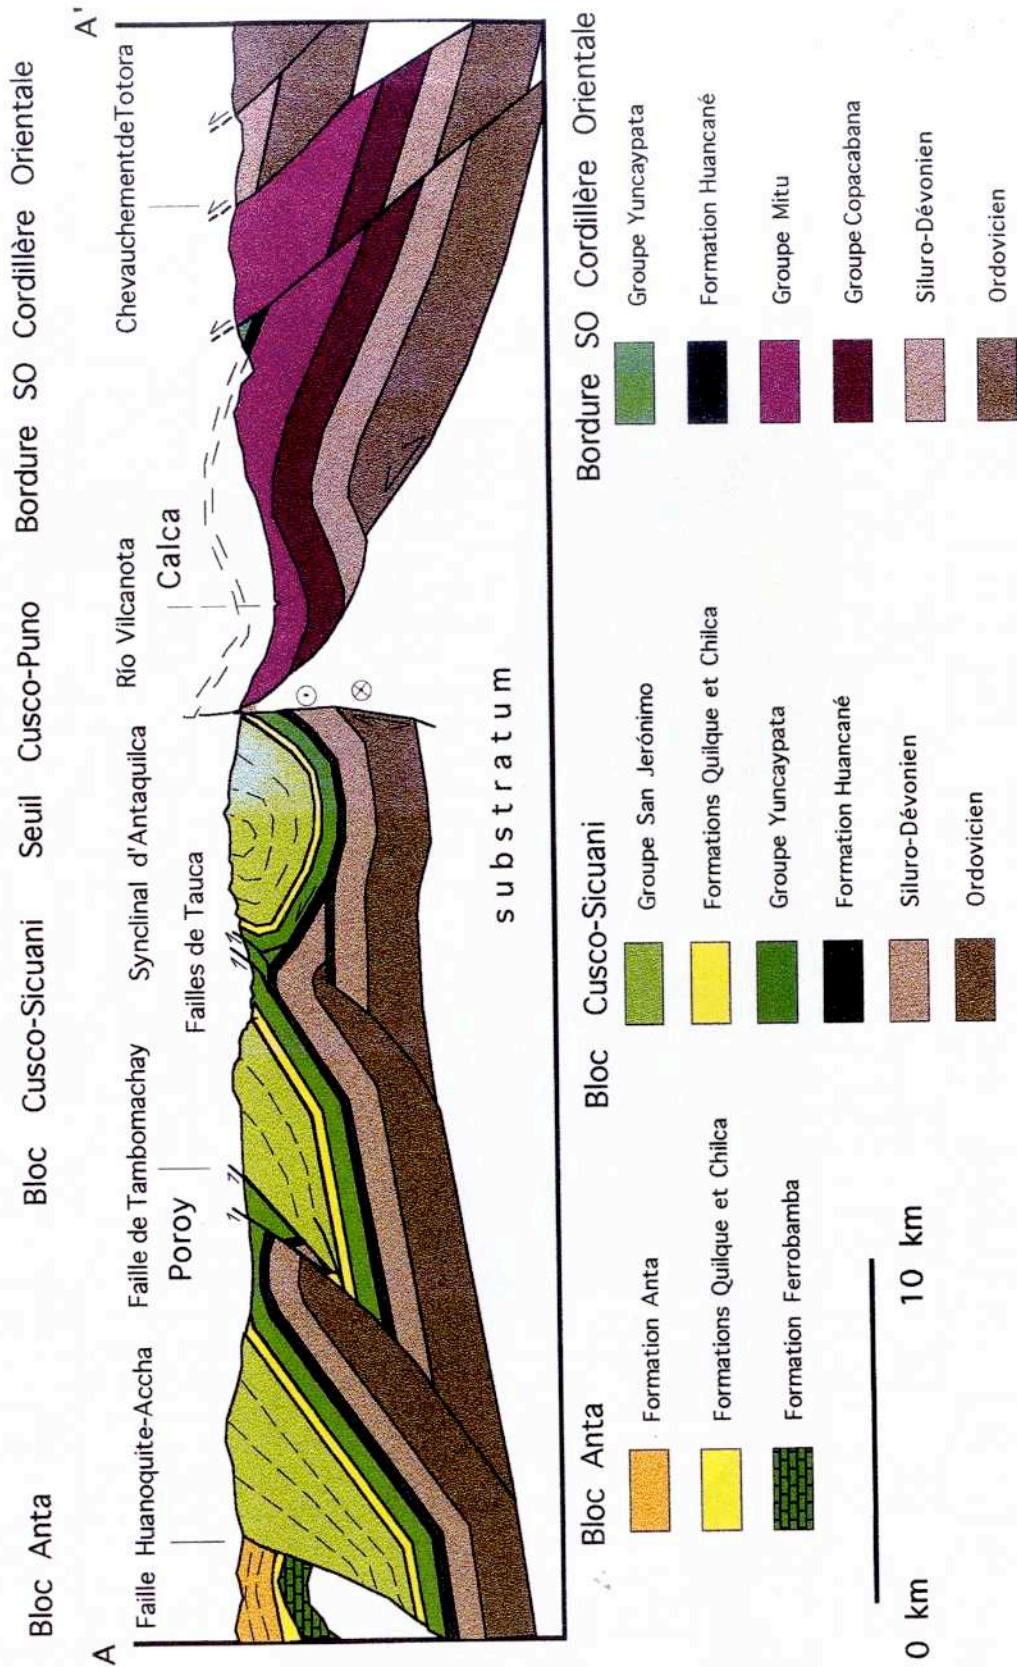 Bloc Anta   Bloc Cusco-Sicuani   Seuil Cusco-Puno   Bordure SO Cordillère Orientale
A   A'
Faille Huanoquite-Accha   Faille de Tambomachay   Synclinal d'Antaquilca   Río Vilcanota   Chevauchement de Totora
Poroy   Failles de Tauca   Calca
substratum
Bloc Anta
Formation Anta
Formations Quilque et Chilca
Formation Ferrobamba
0 km   10 km
Bloc Cusco-Sicuani
Groupe San Jerónimo
Formations Quilque et Chilca
Groupe Yuncaypata
Formation Huancané
Siluro-Dévonien
Ordovicien
Bordure SO Cordillère Orientale
Groupe Yuncaypata
Formation Huancané
Groupe Mitu
Groupe Copacabana
Siluro-Dévonien
Ordovicien